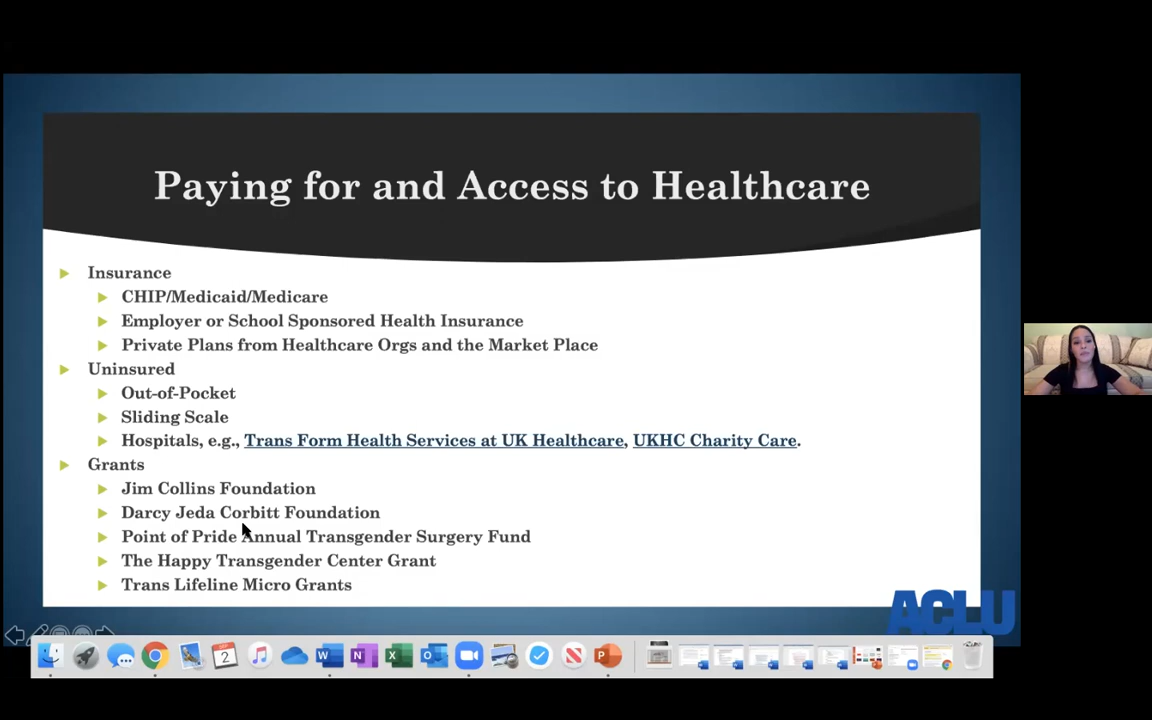 Paying for and Access to Healthcare
Insurance
CHIP/Medicaid/Medicare
Employer or School Sponsored Health Insurance
Private Plans from Healthcare Orgs and the Market Place
Uninsured
Out-of-Pocket
Sliding Scale
Hospitals, e.g., Trans Form Health Services at UK Healthcare, UKHC Charity Care.
Grants
Jim Collins Foundation
Darcy Jeda Corbitt Foundation
Point of Pride Annual Transgender Surgery Fund
The Happy Transgender Center Grant
Trans Lifeline Micro Grants
ACLU
2